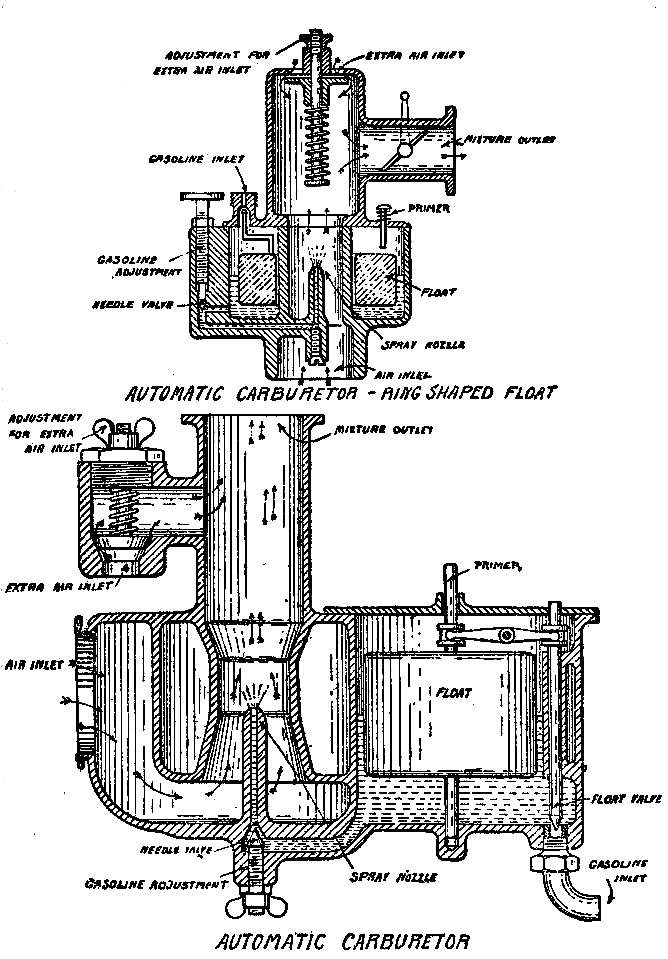 ADJUSTMENT FOR
EXTRA AIR INLET
EXTRA AIR INLET
MIXTURE OUTLET
GASOLINE INLET
PRIMER
GASOLINE
ADJUSTMENT
FLOAT
NEEDLE VALVE
SPRAY NOZZLE
AIR INLET
AUTOMATIC CARBURETOR - RING SHAPED FLOAT
ADJUSTMENT
FOR EXTRA
AIR INLET
MIXTURE OUTLET
EXTRA AIR INLET
PRIMER
AIR INLET
FLOAT
FLOAT VALVE
NEEDLE VALVE
GASOLINE
INLET
GASOLINE ADJUSTMENT
SPRAY NOZZLE
AUTOMATIC CARBURETOR